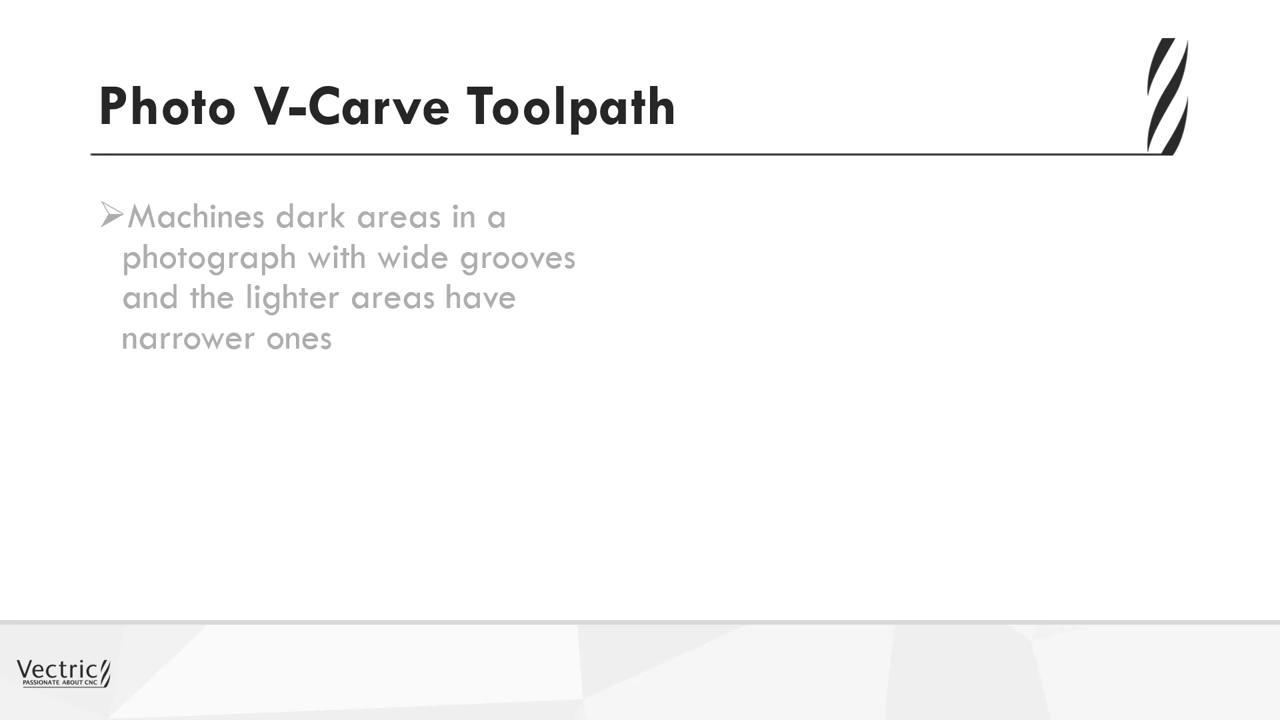 Photo V-Carve Toolpath
➢Machines dark areas in a
photograph with wide grooves
and the lighter areas have
narrower ones
Vectric
PASSIONATE ABOUT CNC